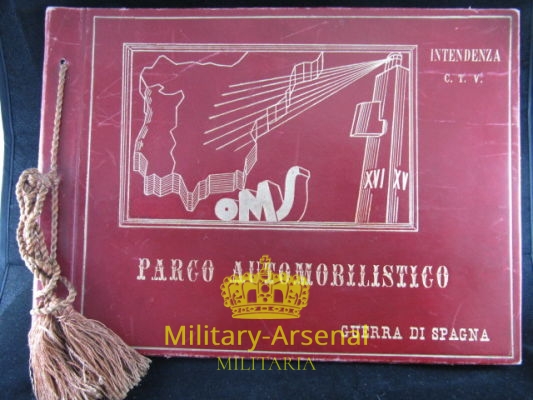 INTENDENZA
C. T. V.
XVI XV
OMS
PARCO AUTOMOBILISTICO
Military-Arsenal
GUERRA DI SPAGNA
MILITARIA